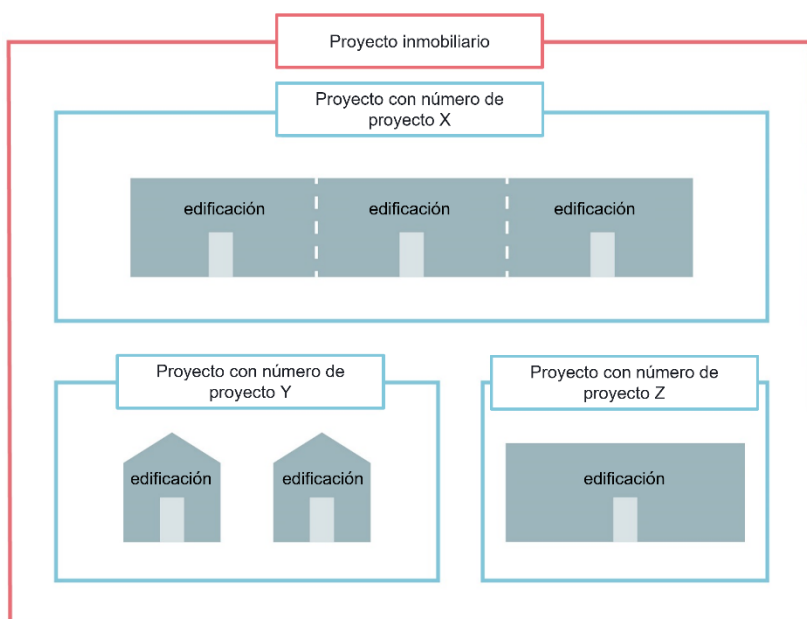 Proyecto inmobiliario
Proyecto con número de
proyecto X
edificación
edificación
edificación
Proyecto con número de
proyecto Y
edificación
edificación
Proyecto con número de
proyecto Z
edificación